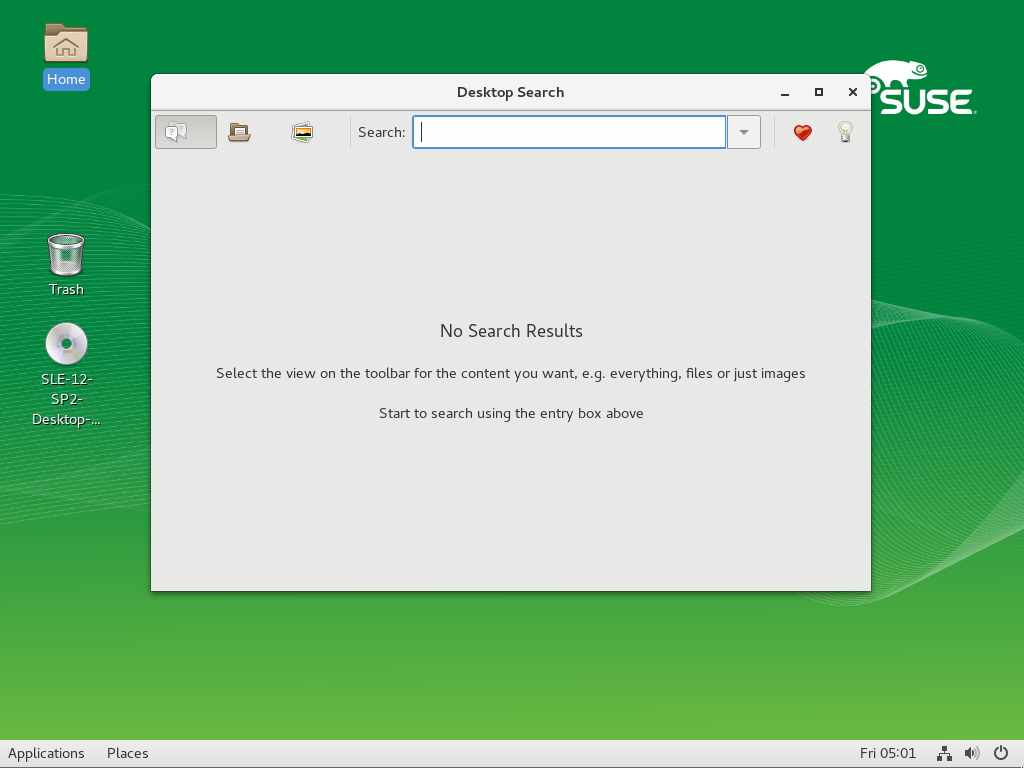 Home
Desktop Search
SUSE
Search:
Trash
No Search Results
Select the view on the toolbar for the content you want, e.g. everything, files or just images
SLE-12-
SP2-
Desktop-...
Start to search using the entry box above
Applications Places Fri 05:01